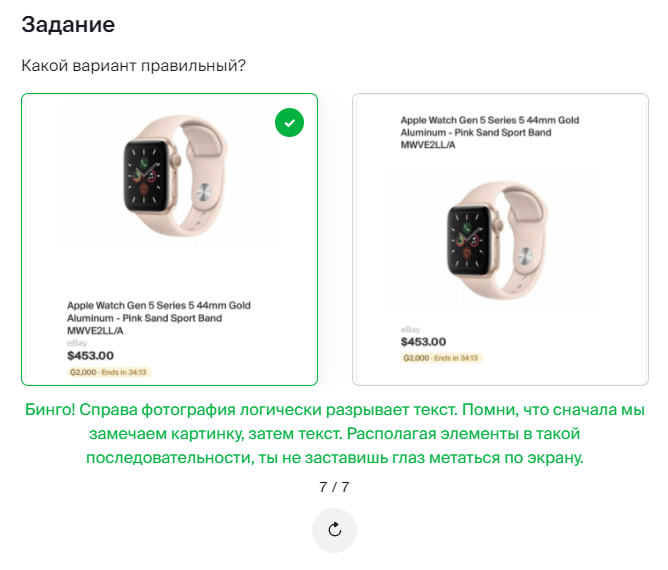 Задание
Какой вариант правильный?
Apple Watch Gen 5 Series 5 44mm Gold
Aluminum - Pink Sand Sport Band
MWVE2LL/A
eBay
$453.00
G2,000 · Ends in 34:13
Apple Watch Gen 5 Series 5 44mm Gold
Aluminum - Pink Sand Sport Band
MWVE2LL/A
eBay
$453.00
G2,000 · Ends in 34:13
Бинго! Справа фотография логически разрывает текст. Помни, что сначала мы
замечаем картинку, затем текст. Располагая элементы в такой
последовательности, ты не заставишь глаз метаться по экрану.
7 / 7